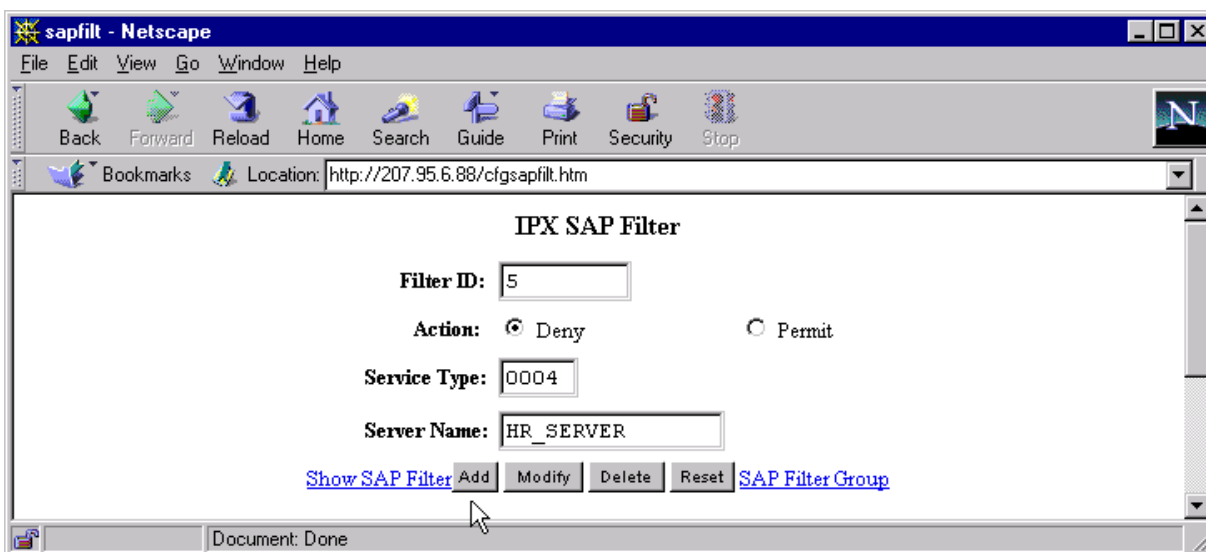 sapfilt - Netscape
File Edit View Go Window Help
Back Forward Reload Home Search Guide Print Security Stop
N
Bookmarks Location: http://207.95.6.88/cfgsapfilt.htm
IPX SAP Filter
Filter ID: 5
Action: Deny Permit
Service Type: 0004
Server Name: HR_SERVER
Show SAP Filter Add Modify Delete Reset SAP Filter Group
Document: Done